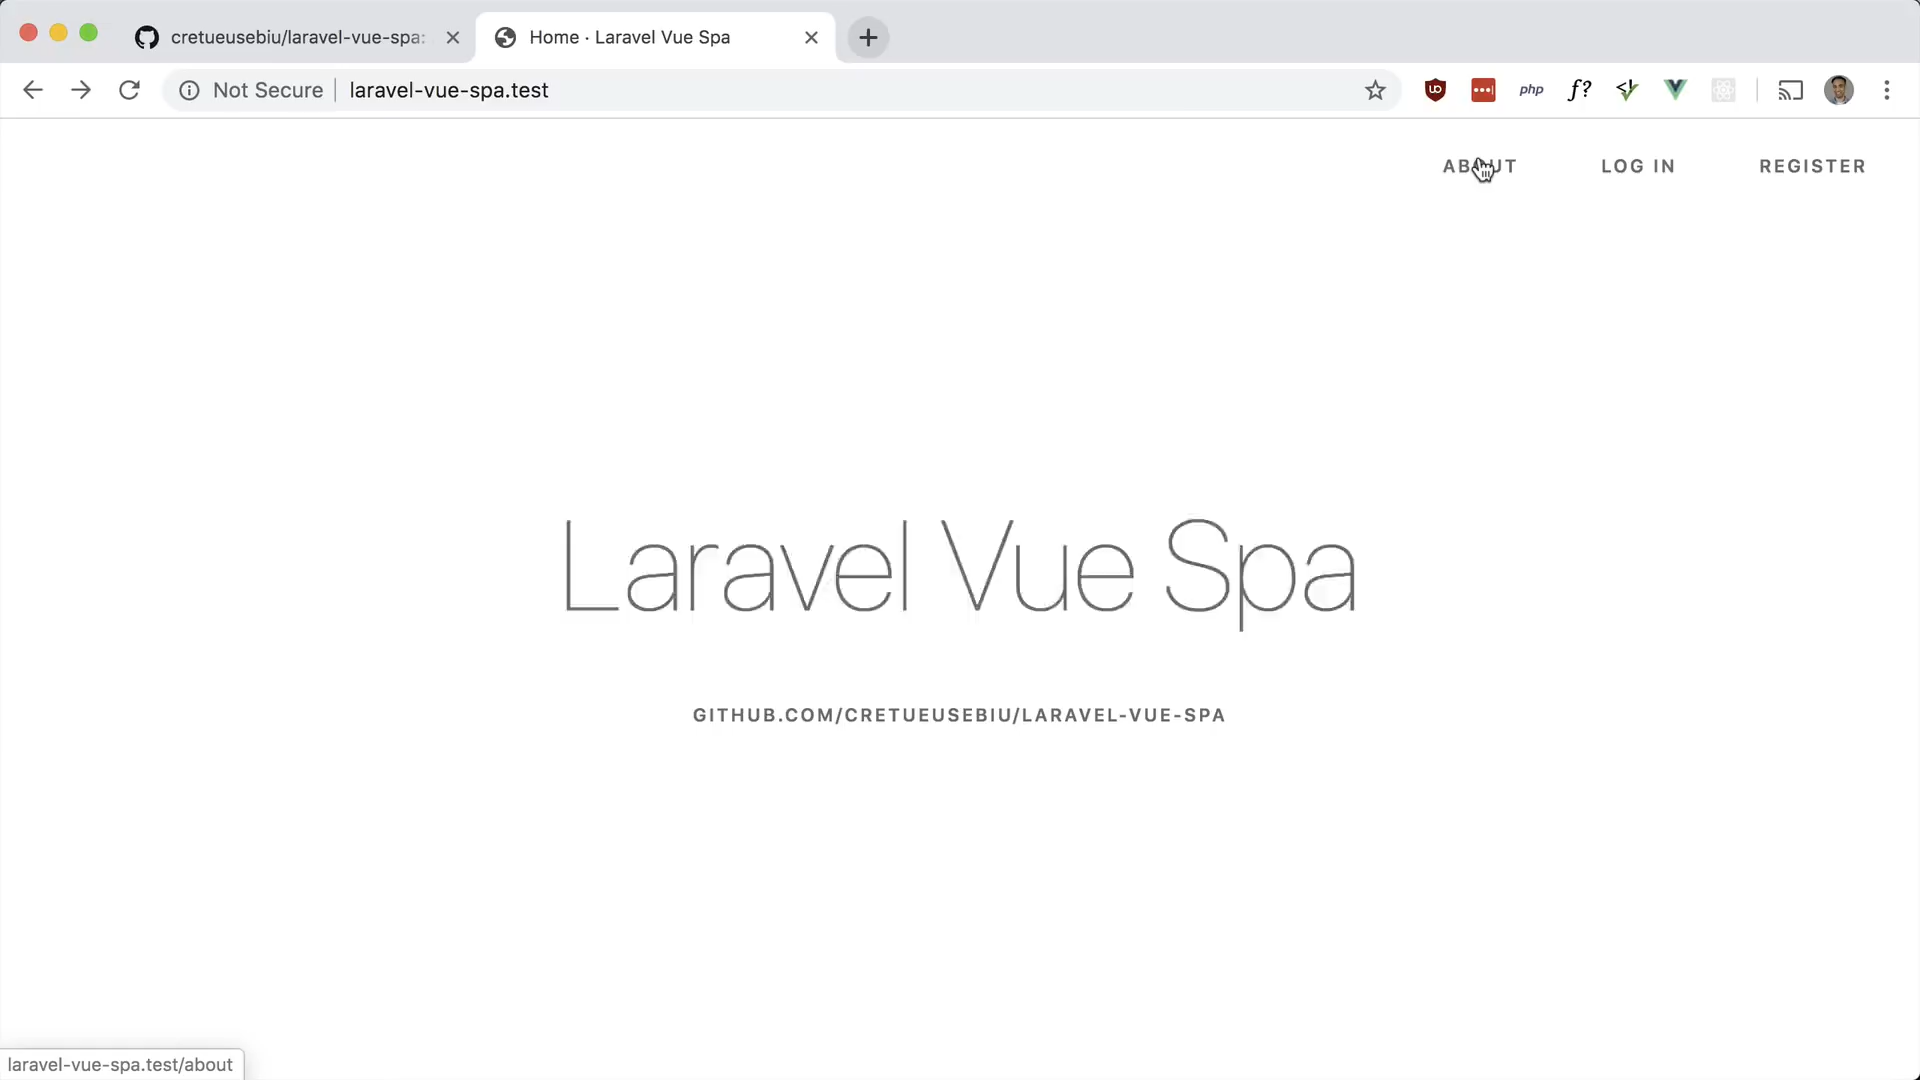 cretueusebiu/laravel-vue-spa:
Home · Laravel Vue Spa
Not Secure
laravel-vue-spa.test
php
f?
ABOUT
LOG IN
REGISTER
Laravel Vue Spa
GITHUB.COM/CRETUEUSEBIU/LARAVEL-VUE-SPA
laravel-vue-spa.test/about